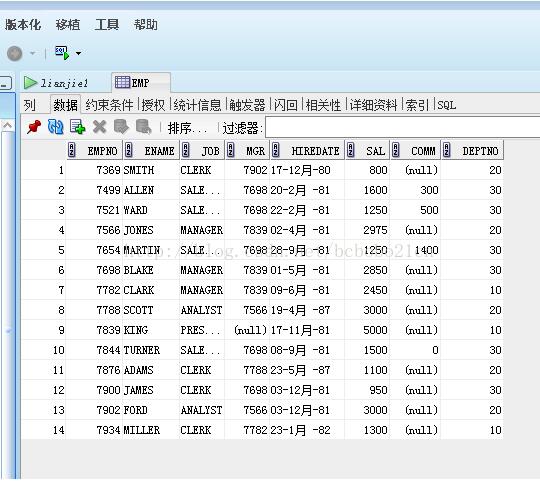 版本化 移植 工具 帮助
SQL
lianjie1 EMP
列 数据 约束条件 |授权 |统计信息 |触发器 |闪回 |相关性 |详细资料 |索引 |SQL
排序... 过滤器:
EMPNO ENAME JOB MGR HIREDATE SAL COMM DEPTNO
1 7369 SMITH CLERK 7902 17-12月-80 800 (null) 20
2 7499 ALLEN SALE... 7698 20-2月 -81 1600 300 30
3 7521 WARD SALE... 7698 22-2月 -81 1250 500 30
4 7566 JONES MANAGER 7839 02-4月 -81 2975 (null) 20
5 7654 MARTIN SALE... 7698 28-9月 -81 1250 1400 30
6 7698 BLAKE MANAGER 7839 01-5月 -81 2850 (null) 30
7 7782 CLARK MANAGER 7839 09-6月 -81 2450 (null) 10
8 7788 SCOTT ANALYST 7566 19-4月 -87 3000 (null) 20
9 7839 KING PRES... (null) 17-11月-81 5000 (null) 10
10 7844 TURNER SALE... 7698 08-9月 -81 1500 0 30
11 7876 ADAMS CLERK 7788 23-5月 -87 1100 (null) 20
12 7900 JAMES CLERK 7698 03-12月-81 950 (null) 30
13 7902 FORD ANALYST 7566 03-12月-81 3000 (null) 20
14 7934 MILLER CLERK 7782 23-1月 -82 1300 (null) 10